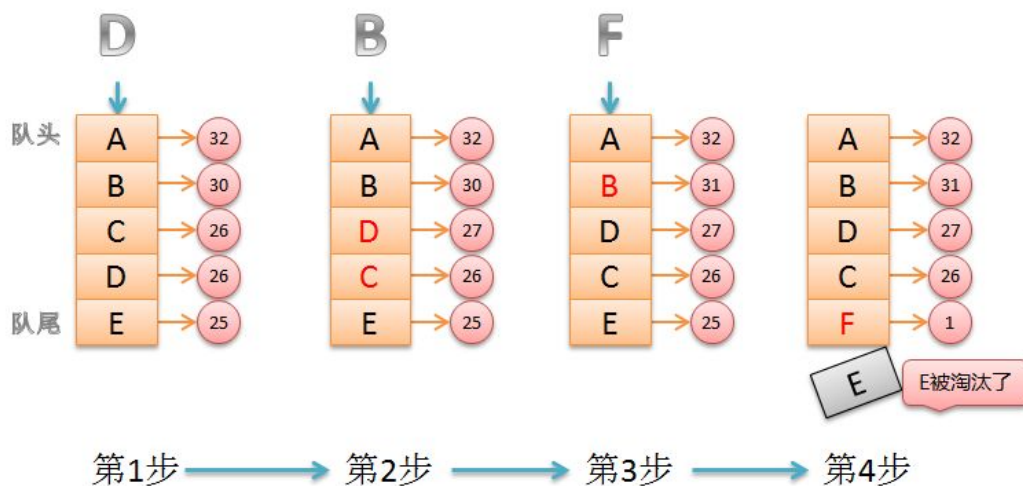 D B F
队头 A 32 A 32 A 32 A 32
B 30 B 30 B 31 B 31
C 26 D 27 D 27 D 27
D 26 C 26 C 26 C 26
队尾 E 25 E 25 E 25 F 1
E E被淘汰了
第1步 第2步 第3步 第4步